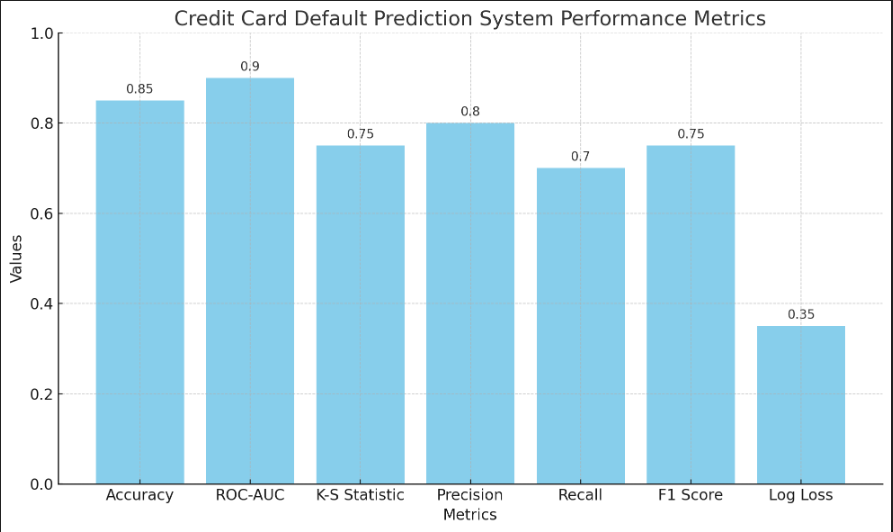 Credit Card Default Prediction System Performance Metrics
1.0
0.8
0.6
0.4
0.2
0.0
Values
0.85
0.9
0.75
0.8
0.7
0.75
0.35
Accuracy
ROC-AUC
K-S Statistic
Precision
Recall
F1 Score
Log Loss
Metrics